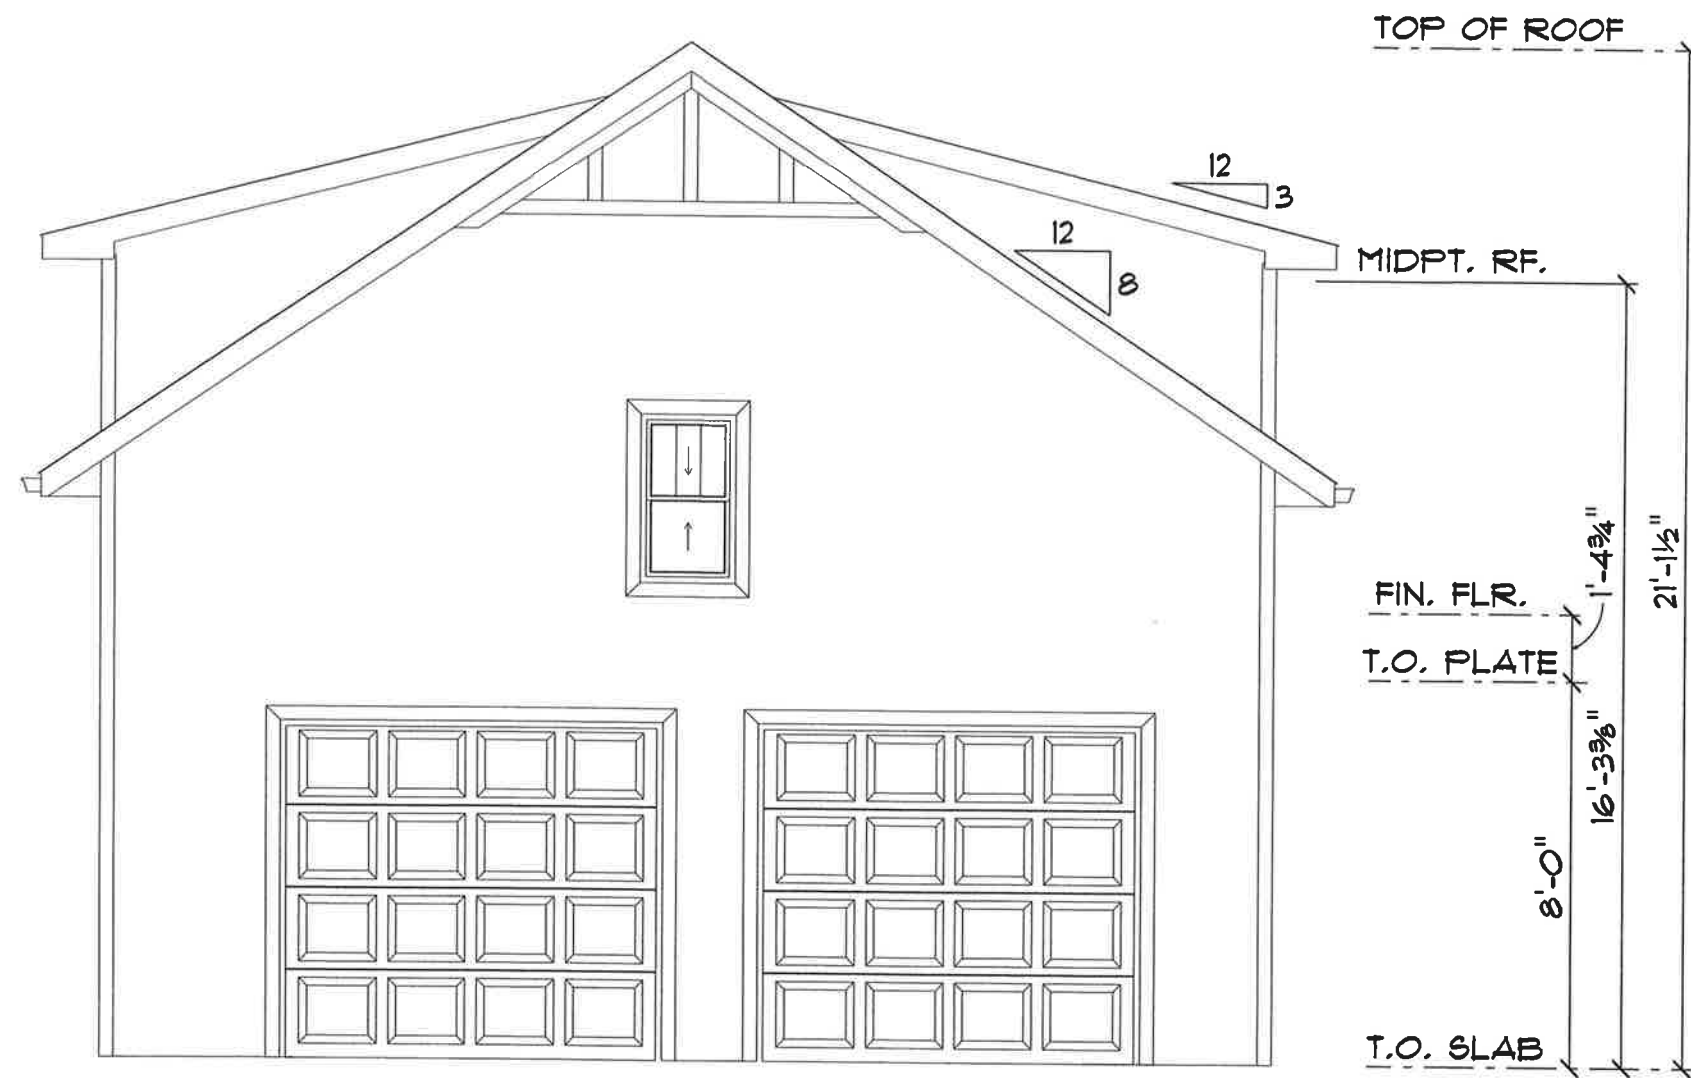 TOP OF ROOF
12
3
12
8
MIDPT. RF.
1'-4¾"
21'-1½"
FIN. FLR.
T.O. PLATE
16'-3⅜"
8'-0"
T.O. SLAB